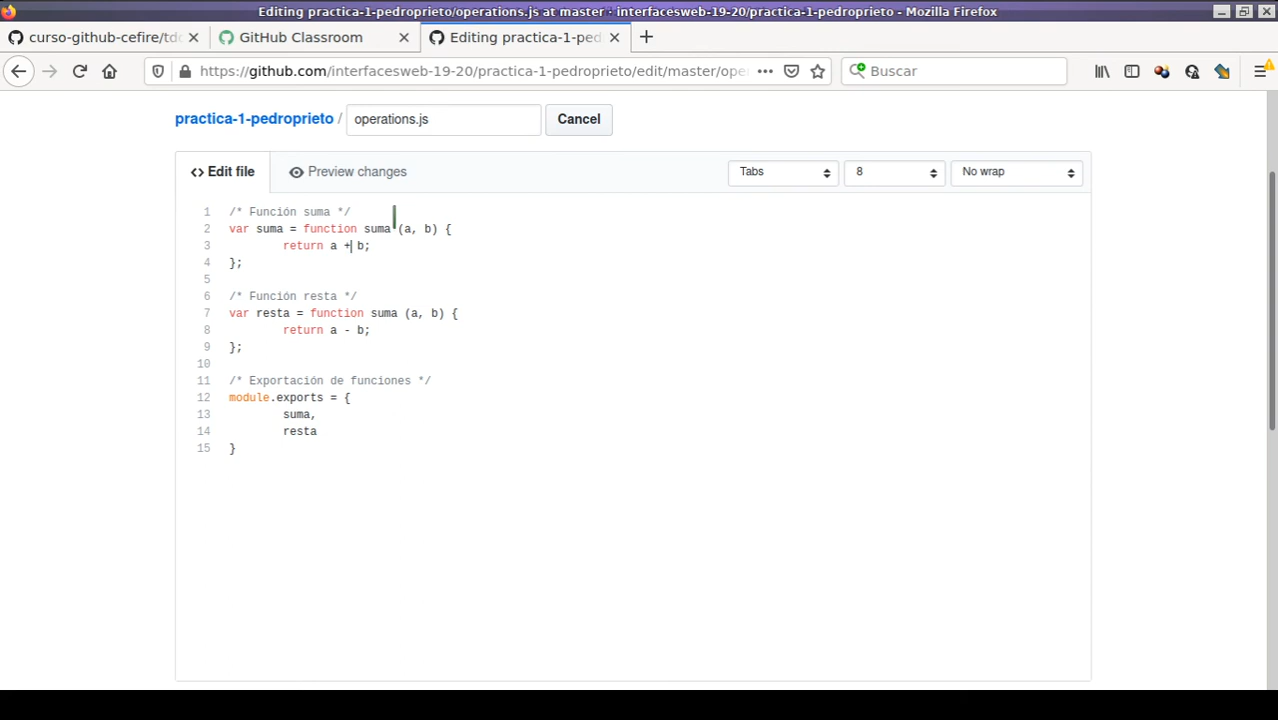 Editing practica-1-pedroprieto/operations.js at master · interfacesweb-19-20/practica-1-pedroprieto - Mozilla Firefox
curso-github-cefire/tdc
GitHub Classroom
Editing practica-1-ped
https://github.com/interfacesweb-19-20/practica-1-pedroprieto/edit/master/ope
Buscar
practica-1-pedroprieto / operations.js Cancel
<> Edit file Preview changes Tabs 8 No wrap
1 /* Función suma */
2 var suma = function suma (a, b) {
3 return a + b;
4 };
5
6 /* Función resta */
7 var resta = function suma (a, b) {
8 return a - b;
9 };
10
11 /* Exportación de funciones */
12 module.exports = {
13 suma,
14 resta
15 }